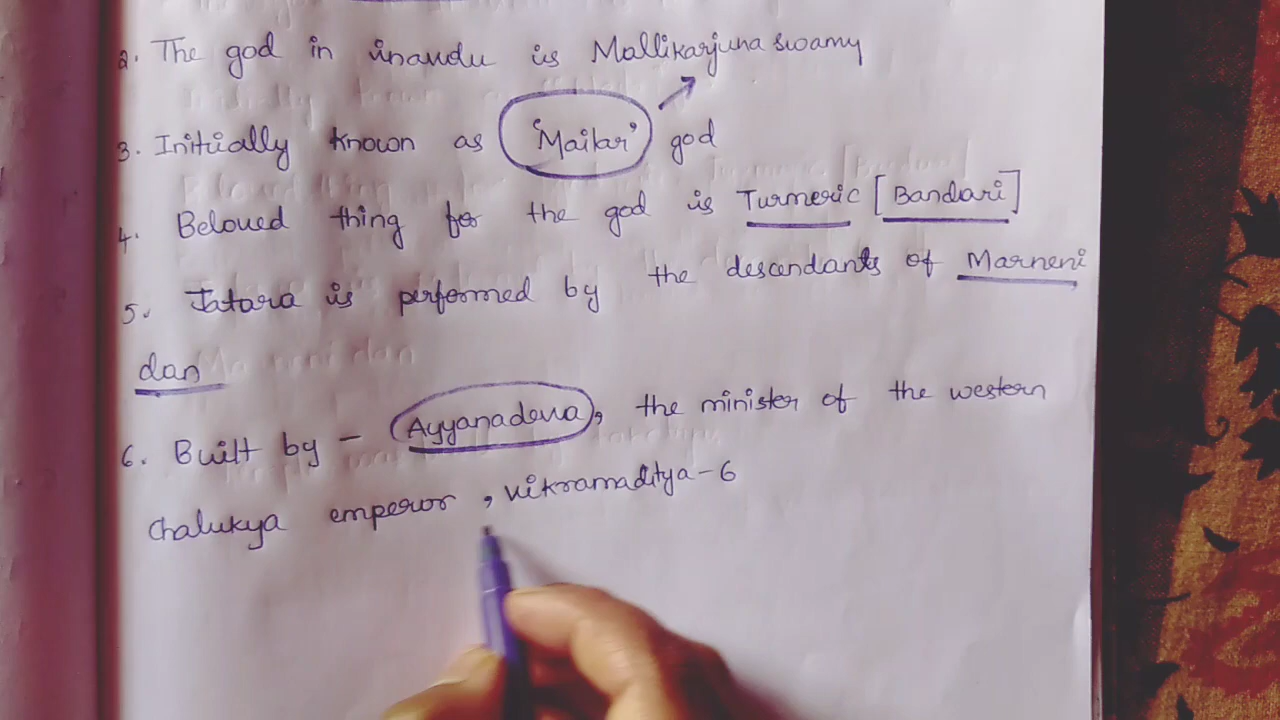 2. The god in inavolu is Mallikarjuna swamy
3. Initially known as 'Mailar' god
4. Beloved thing for the god is Turmeric [Bandari]
5. Jatara is performed by the descendants of Marneni
dan
6. Built by - Ayyanadeva, the minister of the western
Chalukya emperor, vikramaditya-6